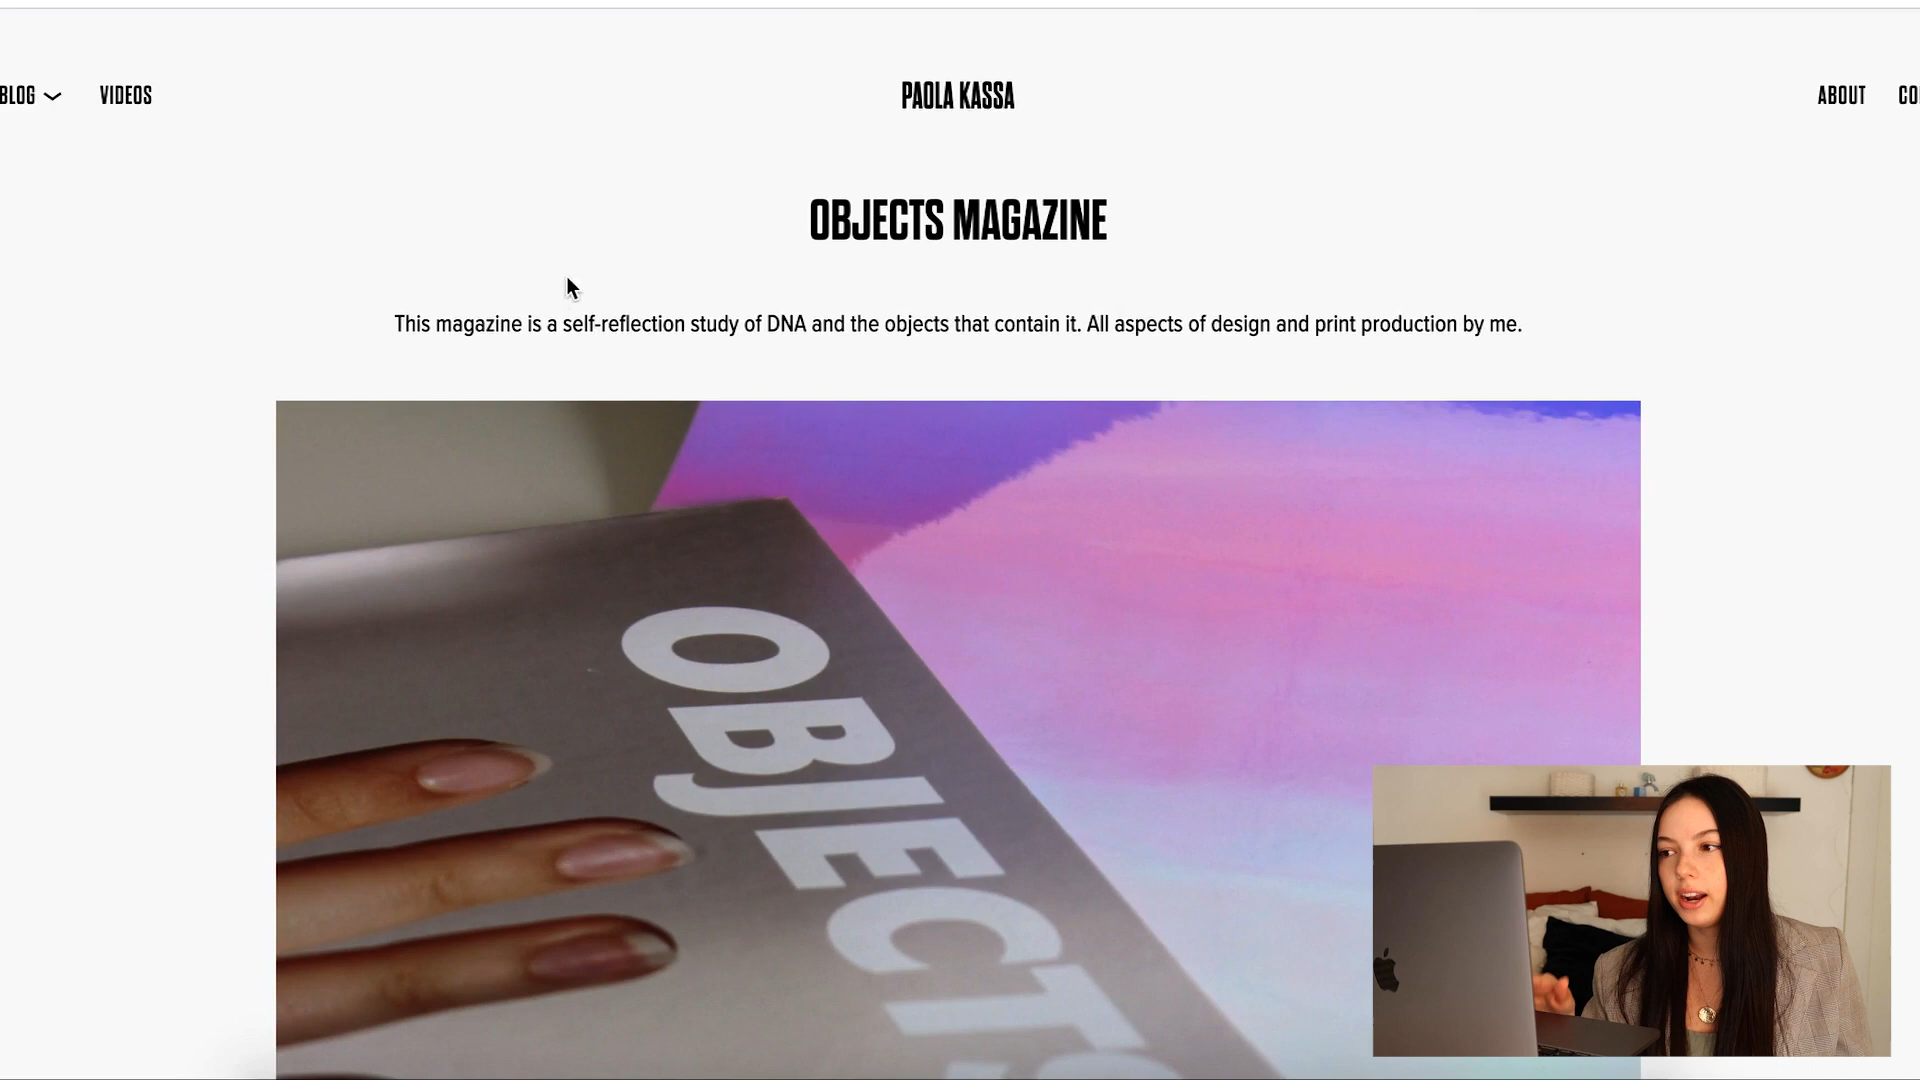 BLOG
VIDEOS
PAOLA KASSA
ABOUT
OBJECTS MAGAZINE
This magazine is a self-reflection study of DNA and the objects that contain it. All aspects of design and print production by me.
OBJECTS